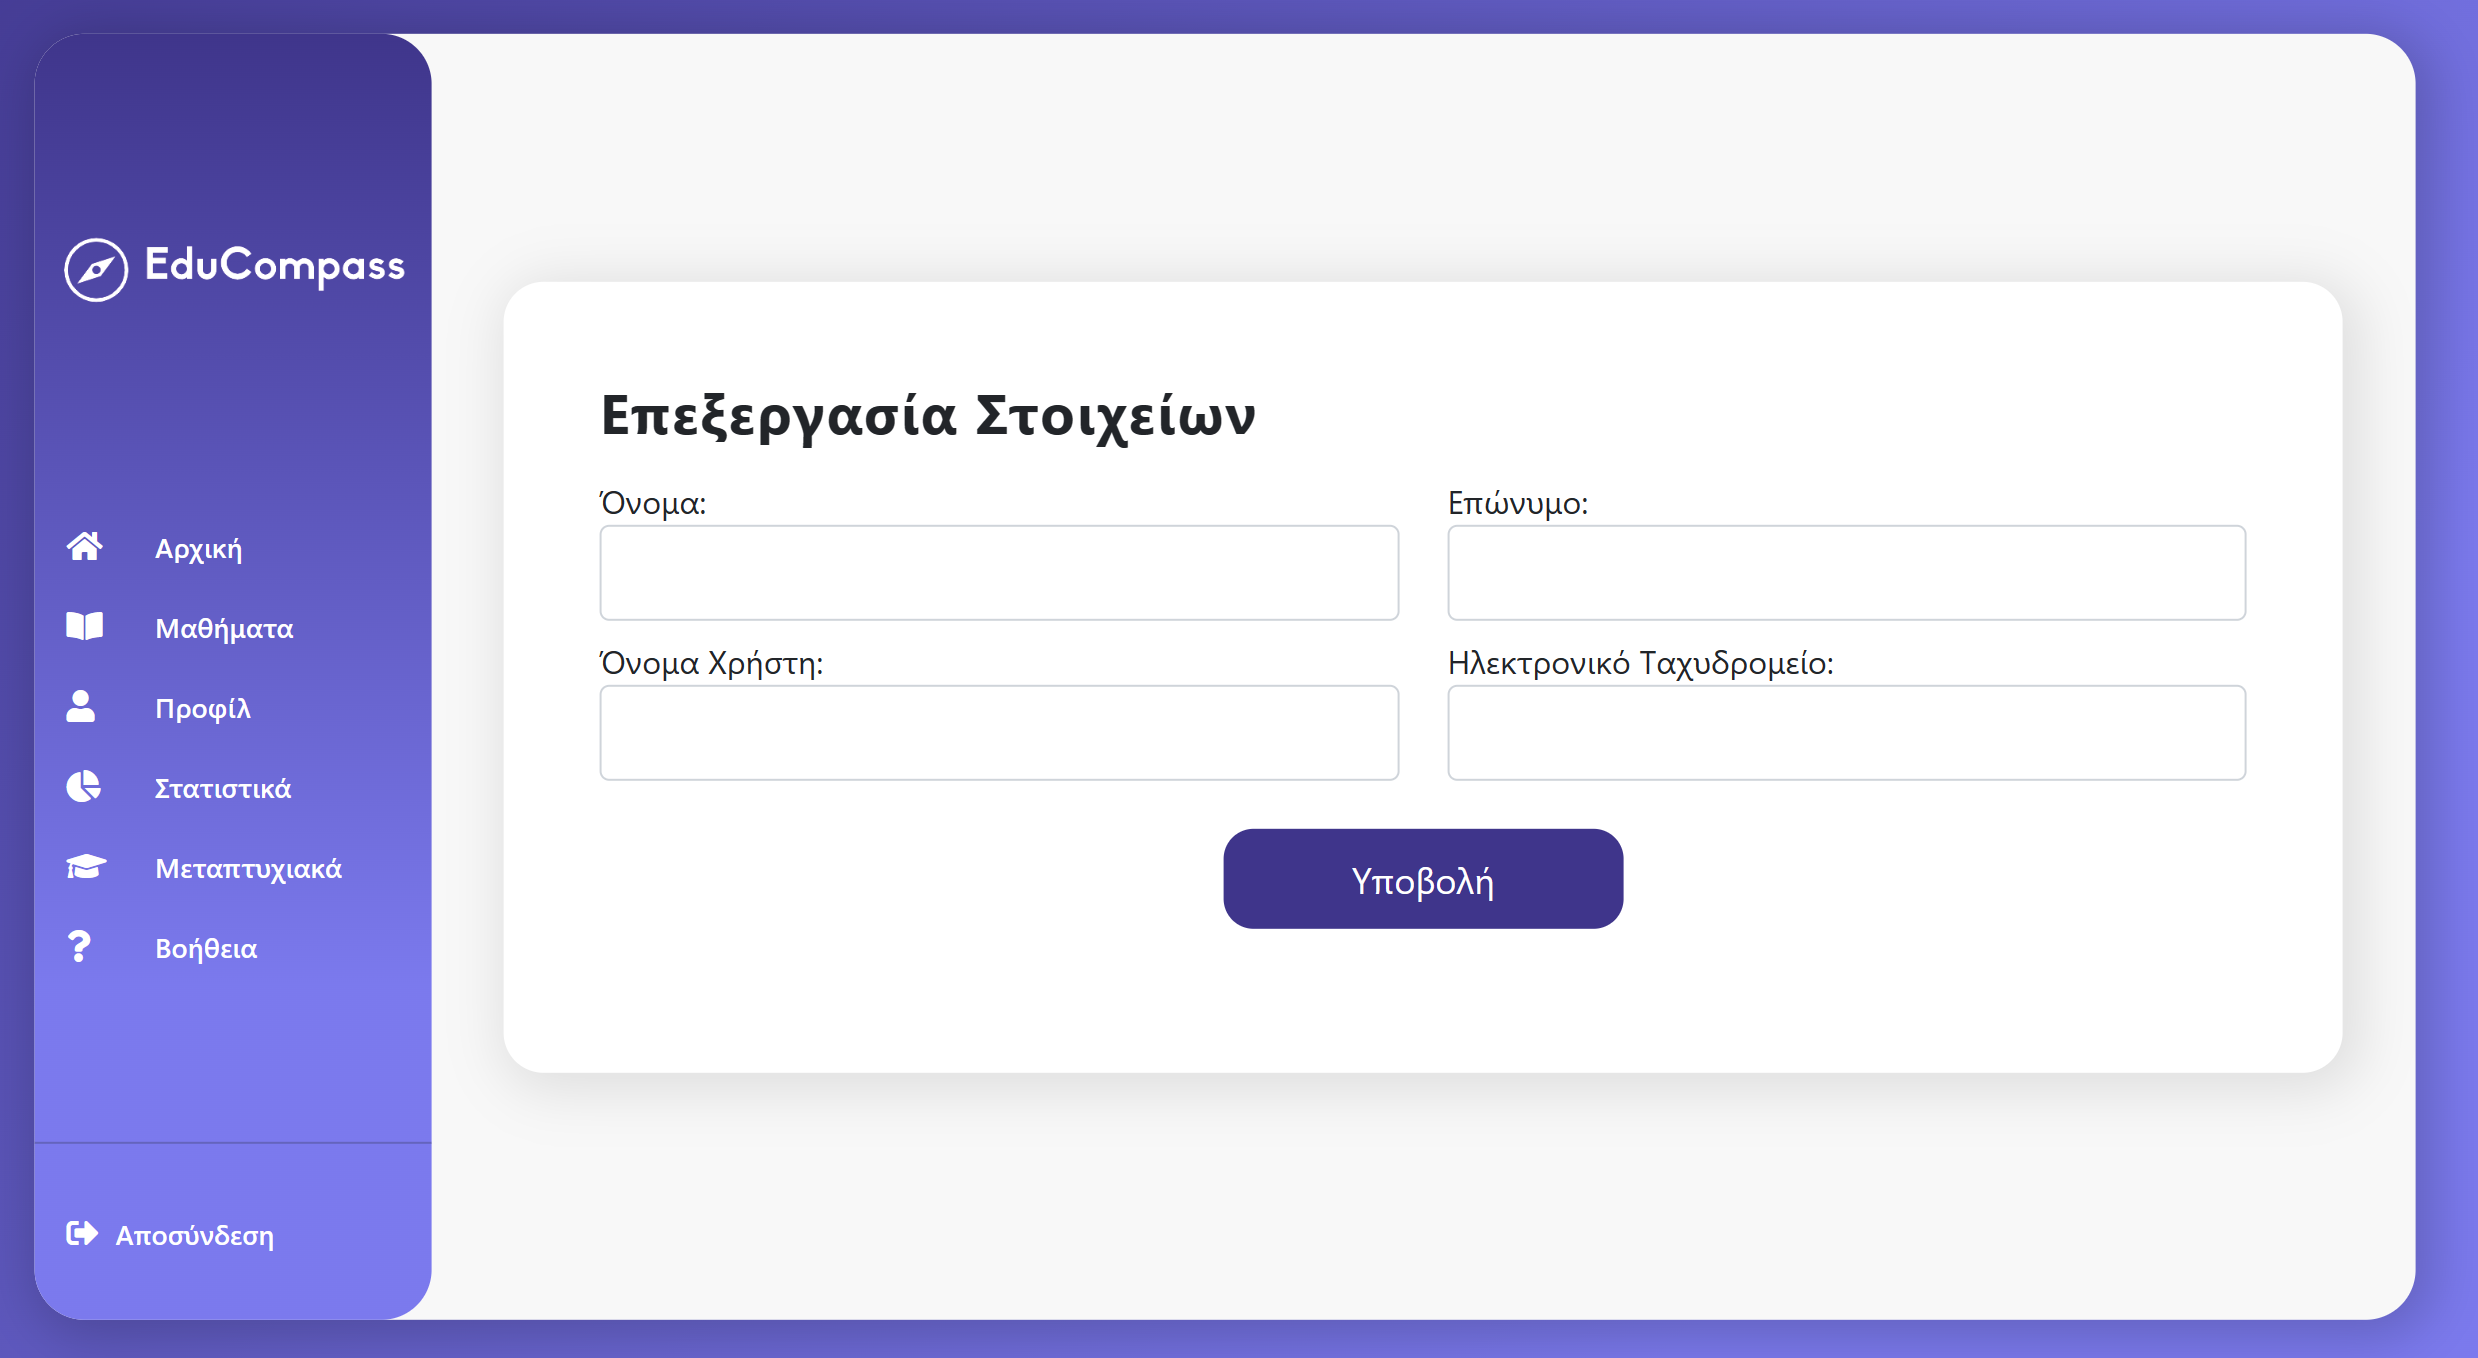 EduCompass
Αρχική
Μαθήματα
Προφίλ
Στατιστικά
Μεταπτυχιακά
Βοήθεια
Αποσύνδεση
Επεξεργασία Στοιχείων
Όνομα:
Επώνυμο:
Όνομα Χρήστη:
Ηλεκτρονικό Ταχυδρομείο:
Υποβολή